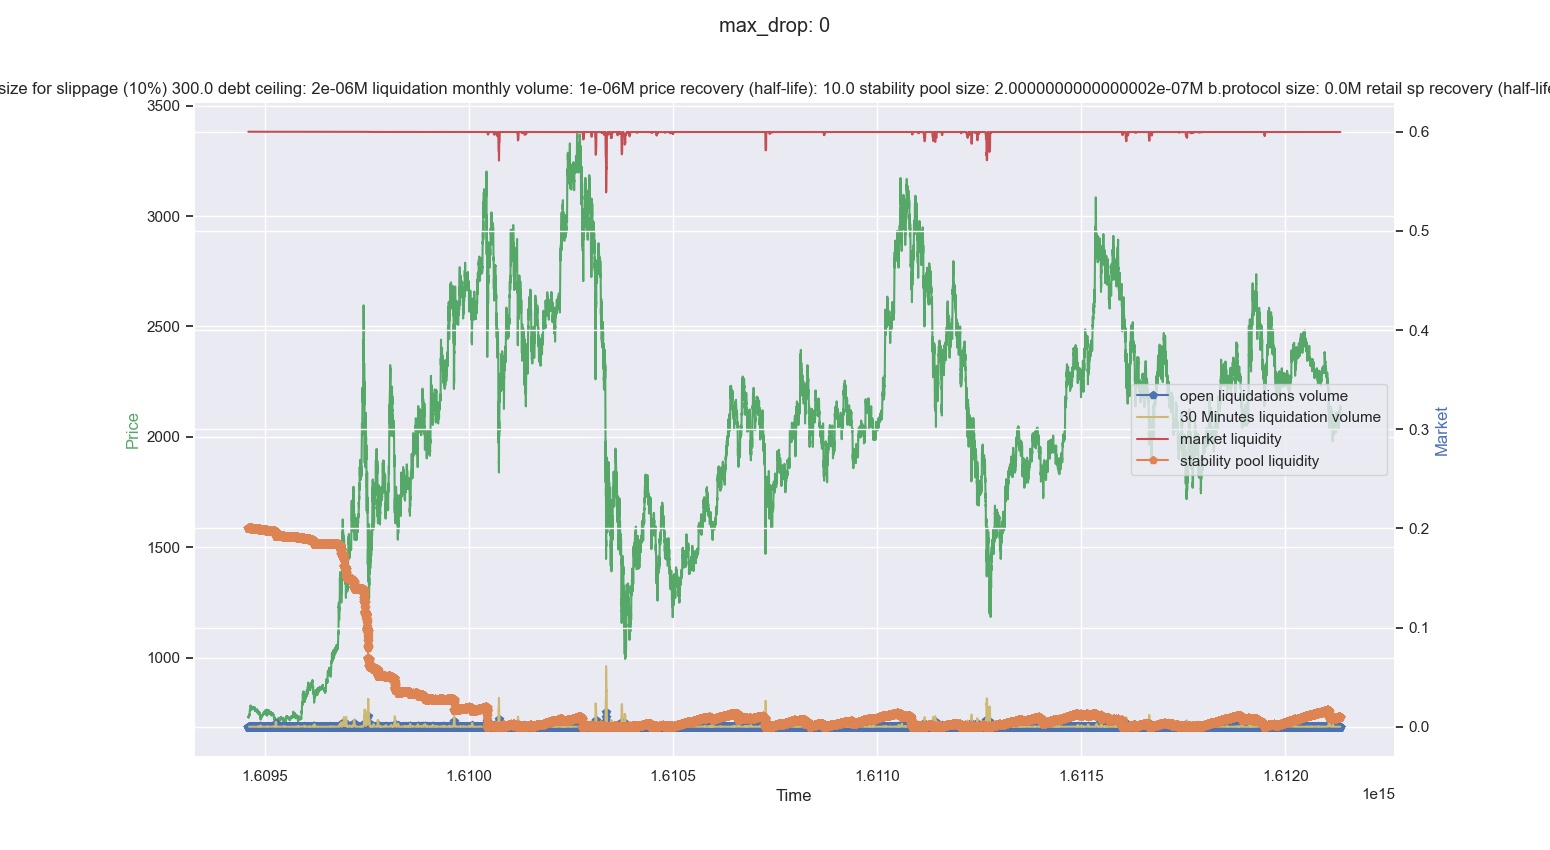 max_drop: 0
size for slippage (10%) 300.0 debt ceiling: 2e-06M liquidation monthly volume: 1e-06M price recovery (half-life): 10.0 stability pool size: 2.0000000000000002e-07M b.protocol size: 0.0M retail sp recovery (half-life
3500
3000
2500
2000
1500
1000
Price
0.6
0.5
0.4
0.3
0.2
0.1
0.0
Market
open liquidations volume
30 Minutes liquidation volume
market liquidity
stability pool liquidity
1.6095 1.6100 1.6105 1.6110 1.6115 1.6120
Time
1e15